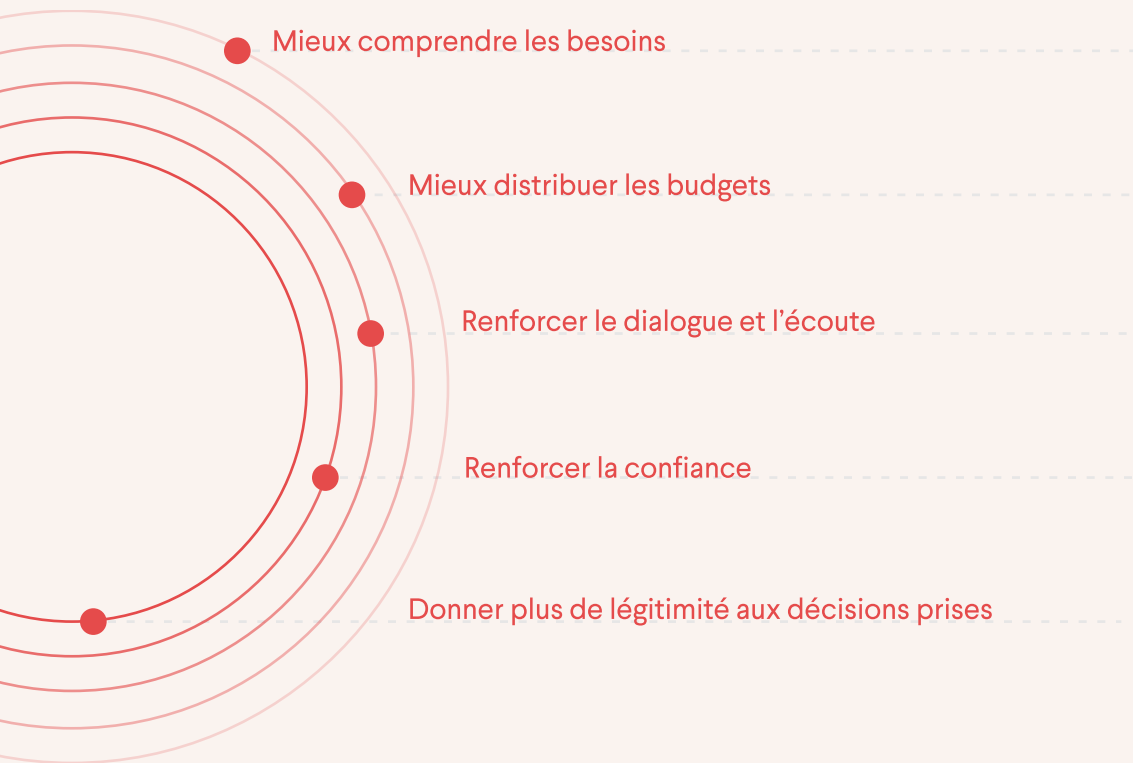 Mieux comprendre les besoins
Mieux distribuer les budgets
Renforcer le dialogue et l’écoute
Renforcer la confiance
Donner plus de légitimité aux décisions prises